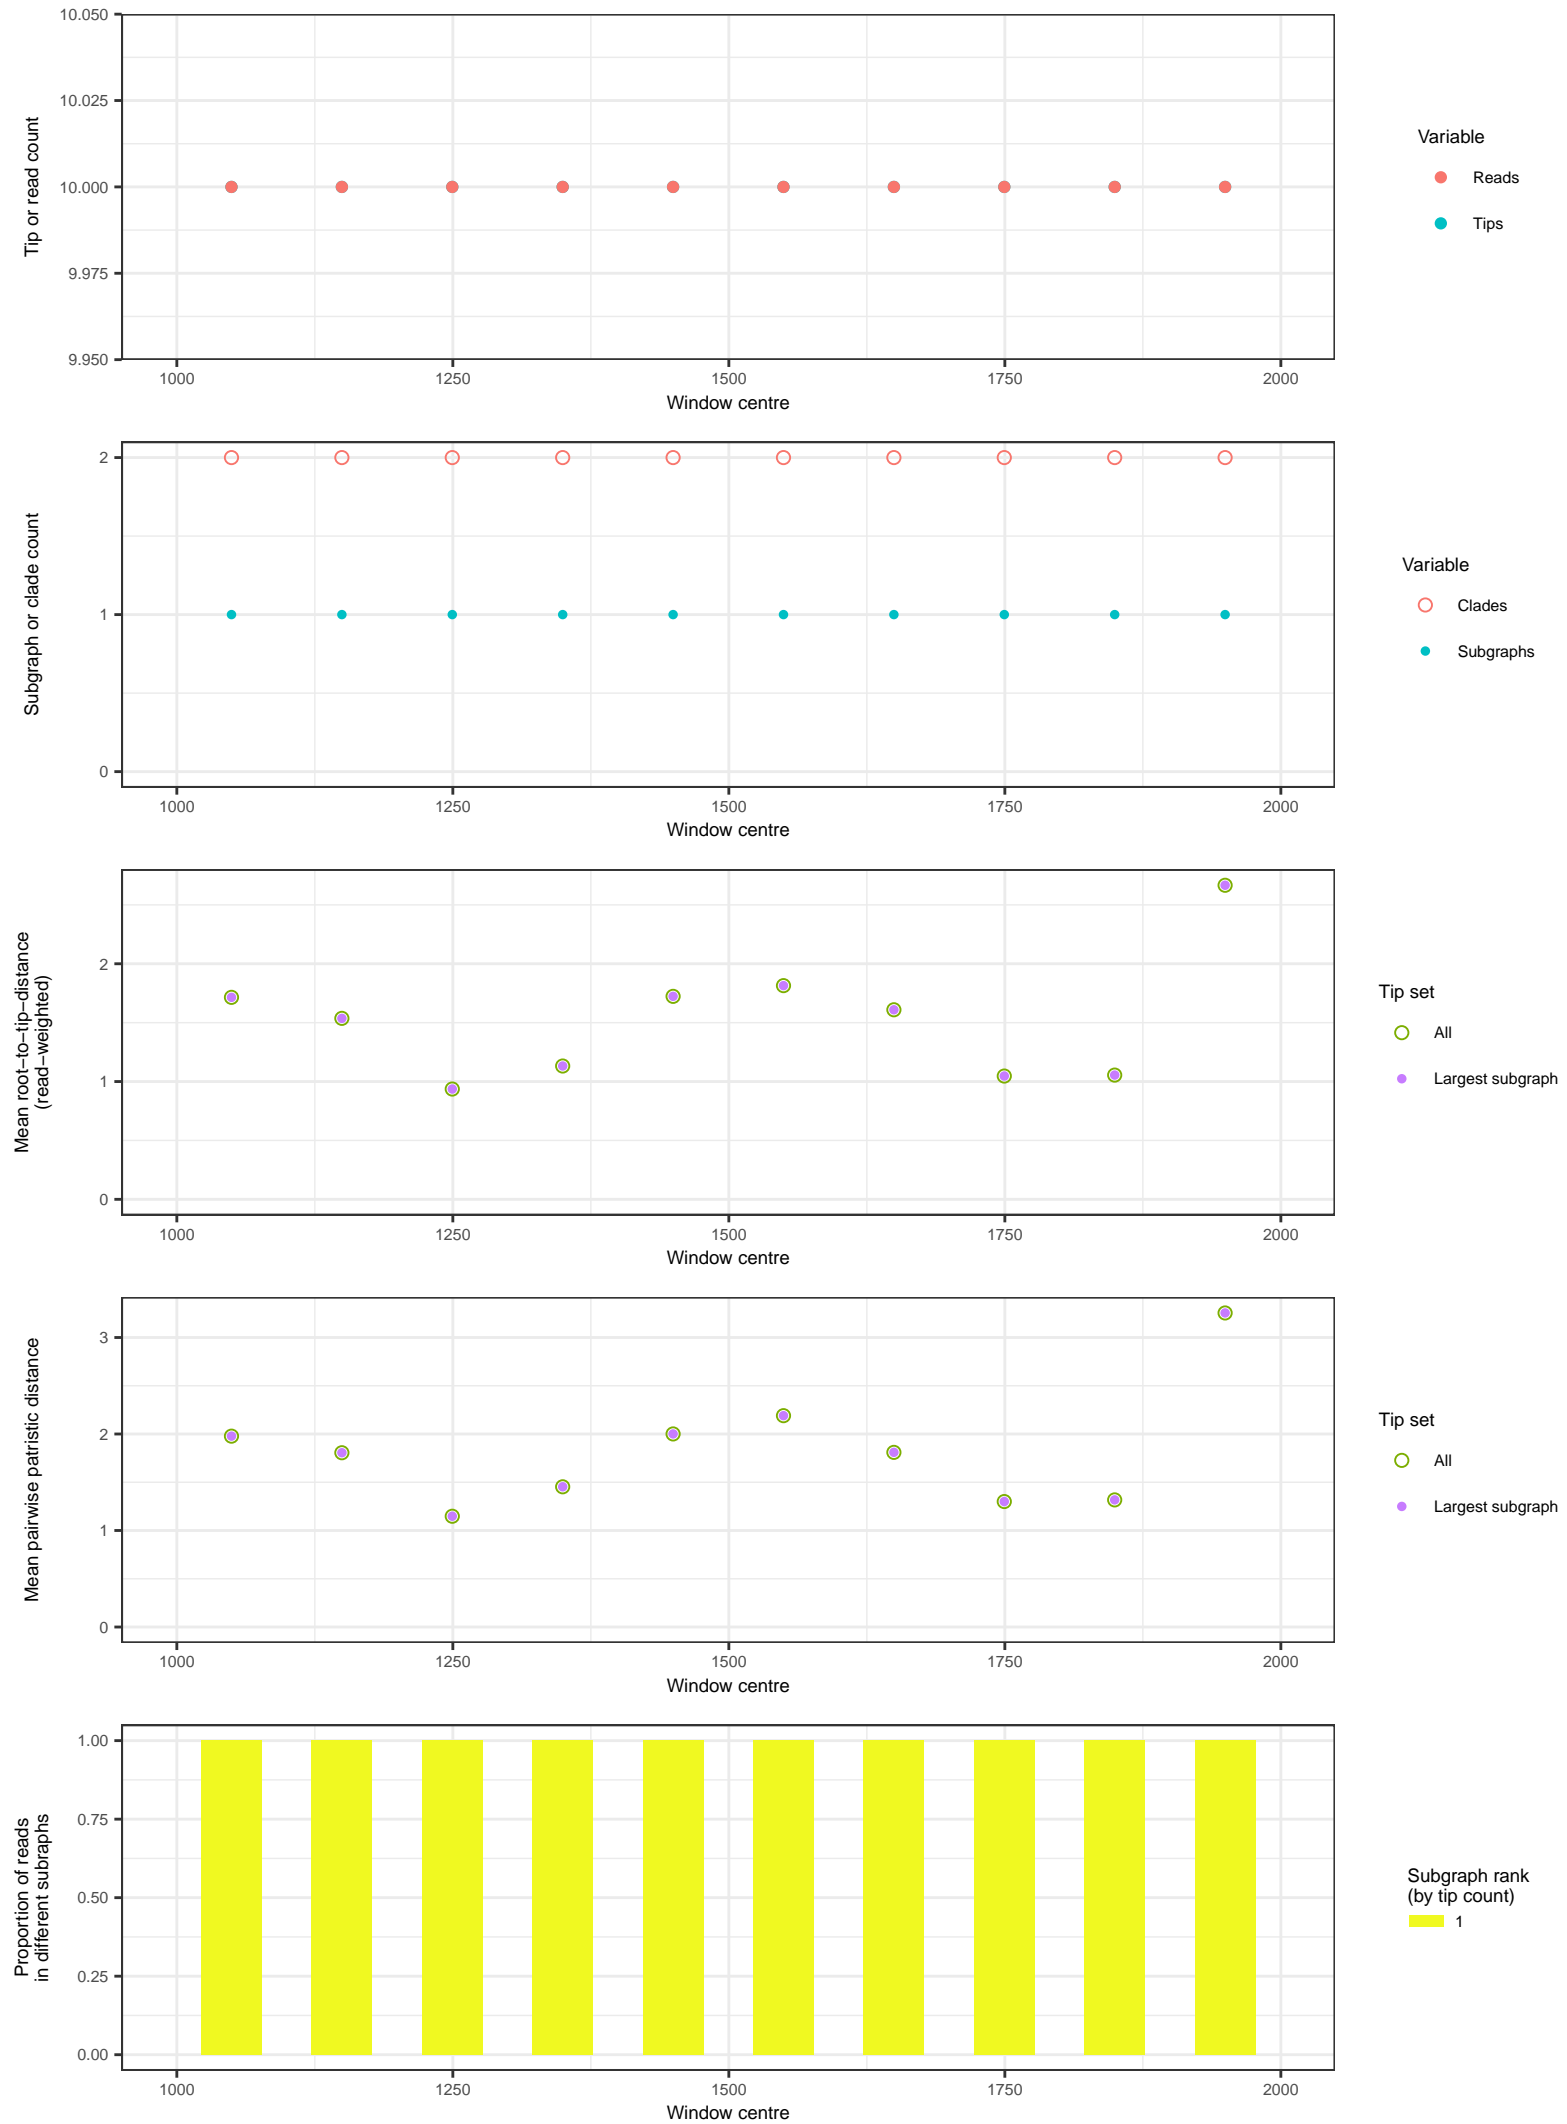 10.050
10.025
10.000
9.975
9.950
Tip or read count
1000 1250 1500 1750 2000
Window centre
Variable
Reads
Tips
2
1
0
Subgraph or clade count
1000 1250 1500 1750 2000
Window centre
Variable
Clades
Subgraphs
2
1
0
Mean root−to−tip−distance
(read−weighted)
1000 1250 1500 1750 2000
Window centre
Tip set
All
Largest subgraph
3
2
1
0
Mean pairwise patristic distance
1000 1250 1500 1750 2000
Window centre
Tip set
All
Largest subgraph
1.00
0.75
0.50
0.25
0.00
Proportion of reads
in different subraphs
1000 1250 1500 1750 2000
Window centre
Subgraph rank
(by tip count)
1